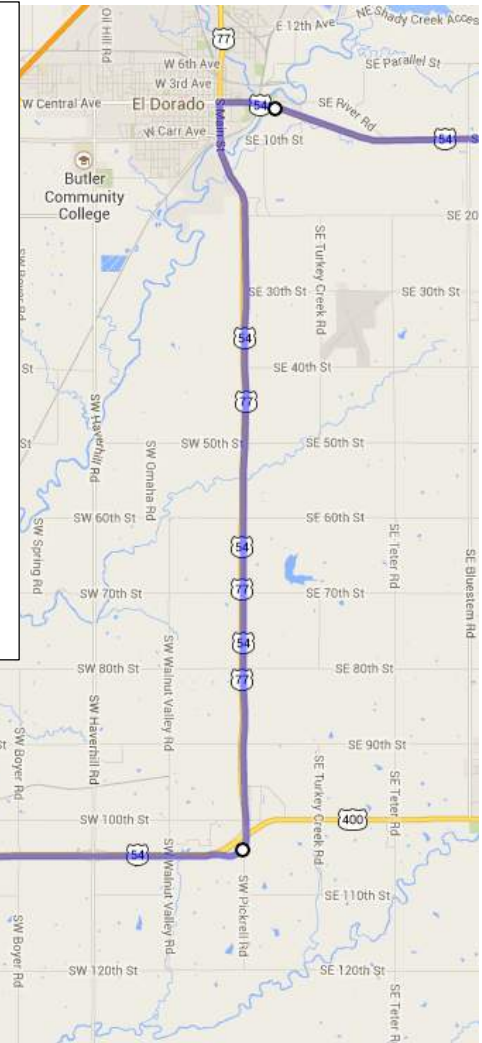 Oil Hill Rd
77
E 12th Ave
NE Shady Creek Acces
W 6th Ave
SE Parallel St
W 3rd Ave
W Central Ave
El Dorado
54
SE River Rd
S Main St
W Carr Ave
SE 10th St
54
S
Butler
Community
College
SE 20
SE Turkey Creek Rd
SE 30th St
SE 30th St
54
St
SE 40th St
77
SW Haverhill Rd
St
SW Omaha Rd
SW 50th St
SE 50th St
SW 60th St
SE 60th St
SW Spring Rd
54
SE Teter Rd
SE Bluestem Rd
77
SW 70th St
SE 70th St
54
SW Walnut Valley Rd
SW 80th St
77
SE 80th St
SW Haverhill Rd
SW Boyer Rd
St
SE 90th St
SE Turkey Creek Rd
SE Teter Rd
SW 100th St
400
54
SW Walnut Valley Rd
SW Pickrell Rd
SE 110th St
SW Boyer Rd
SW 120th St
SE 120th St
SE Teter R